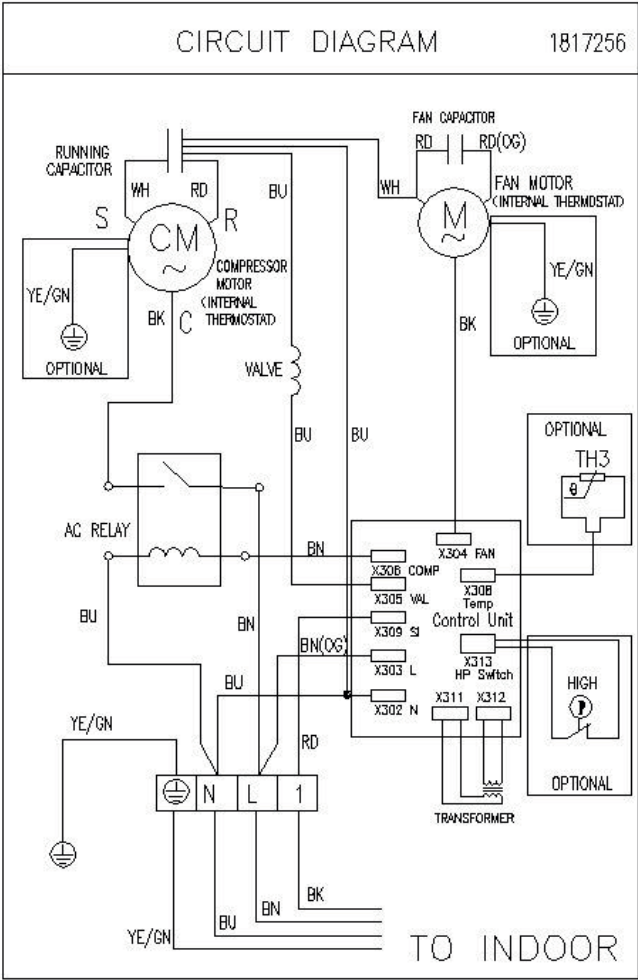 CIRCUIT DIAGRAM 1817256
FAN CAPACITOR
RD RD(OG)
RUNNING
CAPACITOR
WH RD BU WH
FAN MOTOR
(INTERNAL THERMOSTAT)
S R
CM
~
M
~
COMPRESSOR
MOTOR
(INTERNAL
THERMOSTAT)
YE/GN
BK C
OPTIONAL
YE/GN
BK
OPTIONAL
VALVE
BU BU
OPTIONAL
TH3
θ
AC RELAY
BN
X304 FAN
X306 COMP
X308
Temp
X305 VAL
Control Unit
BU
BN
X309 SI
BN(OG)
X313
HP Switch
X303 L
BU
X302 N
X311 X312
HIGH
P
OPTIONAL
YE/GN
RD
N L 1
TRANSFORMER
BK
BN
BU
YE/GN
TO INDOOR